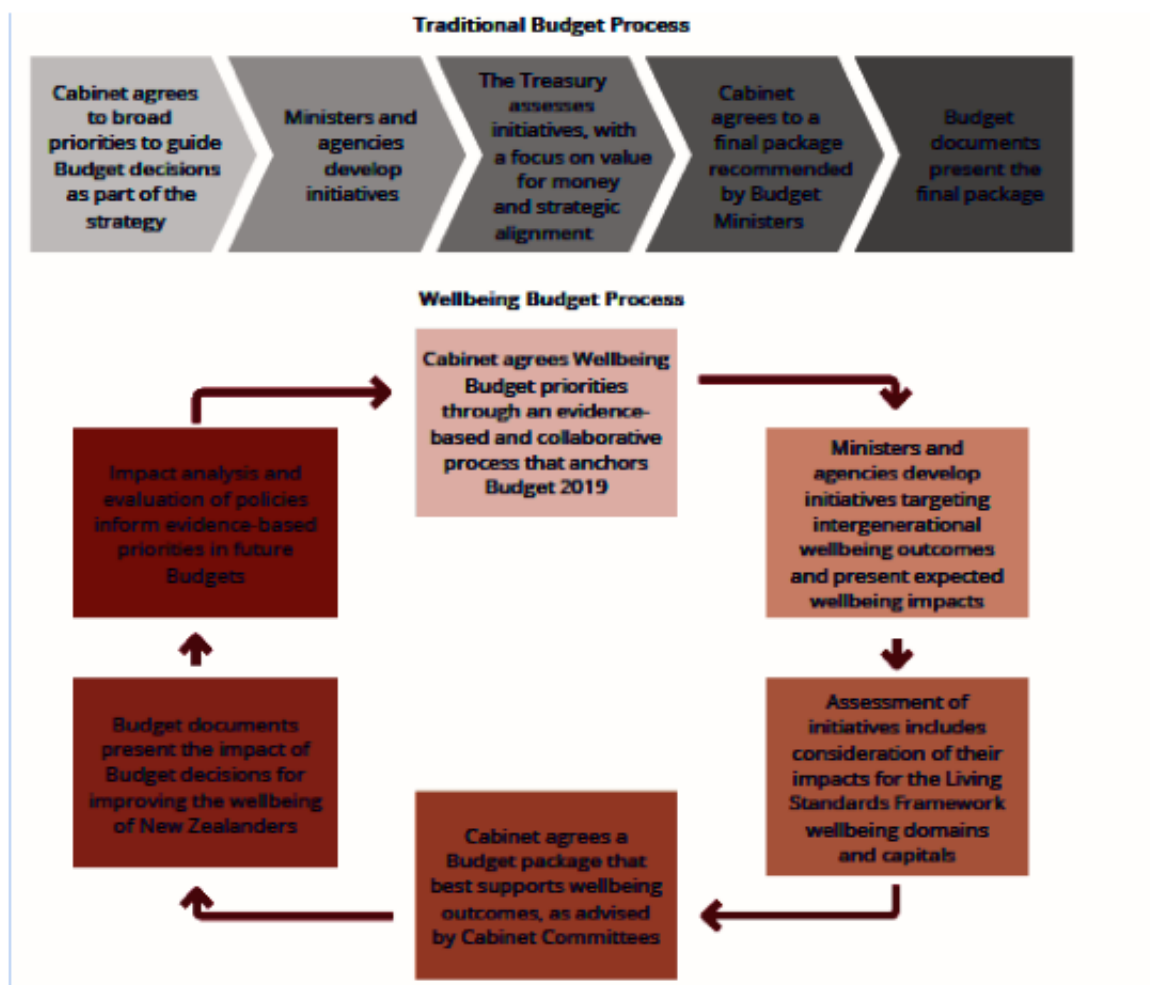 Traditional Budget Process
Cabinet agrees
to broad
priorities to guide
Budget decisions
as part of the
strategy
Ministers and
agencies
develop
initiatives
The Treasury
assesses
initiatives, with
a focus on value
for money
and strategic
alignment
Cabinet
agrees to a
final package
recommended
by Budget
Ministers
Budget
documents
present the
final package
Wellbeing Budget Process
Cabinet agrees Wellbeing
Budget priorities
through an evidence-
based and collaborative
process that anchors
Budget 2019
Ministers and
agencies develop
initiatives targeting
intergenerational
wellbeing outcomes
and present expected
wellbeing impacts
Assessment of
initiatives includes
consideration of their
impacts for the Living
Standards Framework
wellbeing domains
and capitals
Cabinet agrees a
Budget package that
best supports wellbeing
outcomes, as advised
by Cabinet Committees
Budget documents
present the impact of
Budget decisions for
improving the wellbeing
of New Zealanders
Impact analysis and
evaluation of policies
inform evidence-based
priorities in future
Budgets